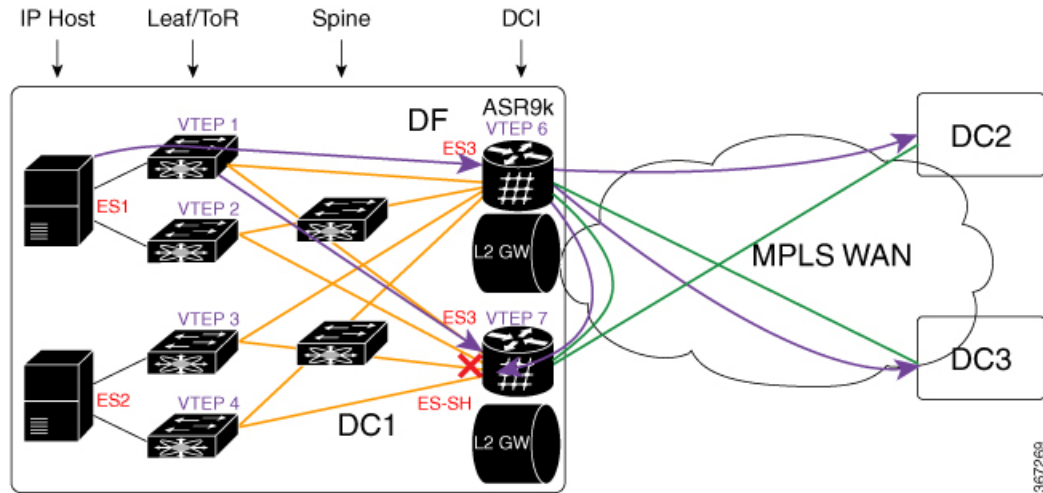 IP Host
Leaf/ToR
Spine
DCI
VTEP 1
DF
ASR9k
VTEP 6
ES3
ES1
VTEP 2
L2 GW
DC2
MPLS WAN
VTEP 3
ES3
VTEP 7
ES2
VTEP 4
ES-SH
DC1
L2 GW
DC3
367269